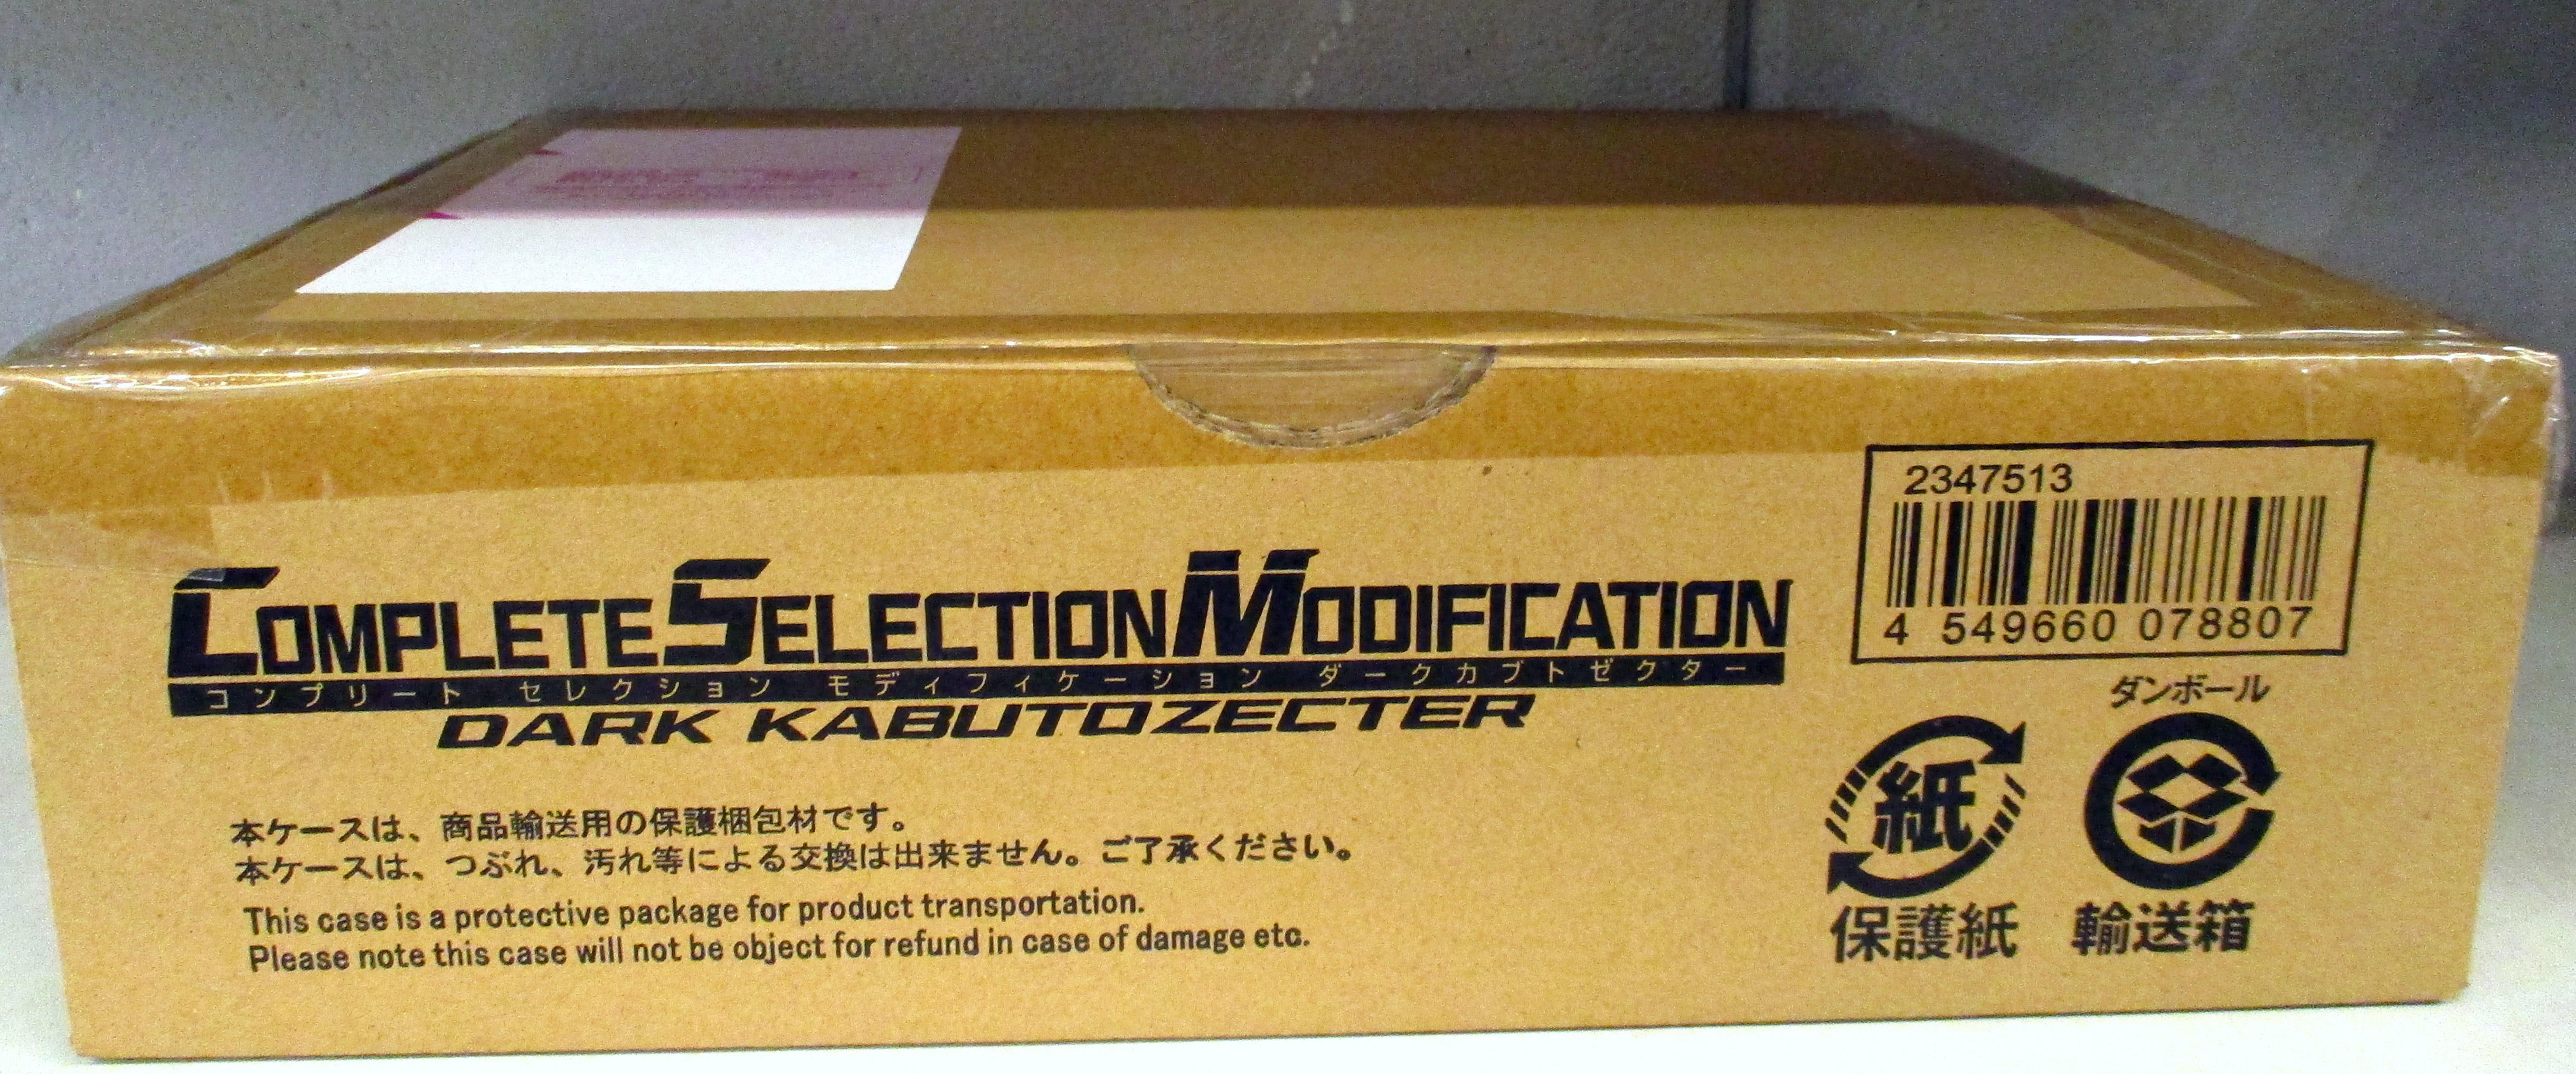 COMPLETE SELECTION MODIFICATION
コンプリート セレクション モディフィケーション ダークカブトゼクター
DARK KABUTOZECTER
本ケースは、商品輸送用の保護梱包材です。
本ケースは、つぶれ、汚れ等による交換は出来ません。ご了承ください。
This case is a protective package for product transportation.
Please note this case will not be object for refund in case of damage etc.
2347513
4 549660 078807
ダンボール
紙
保護紙
輸送箱